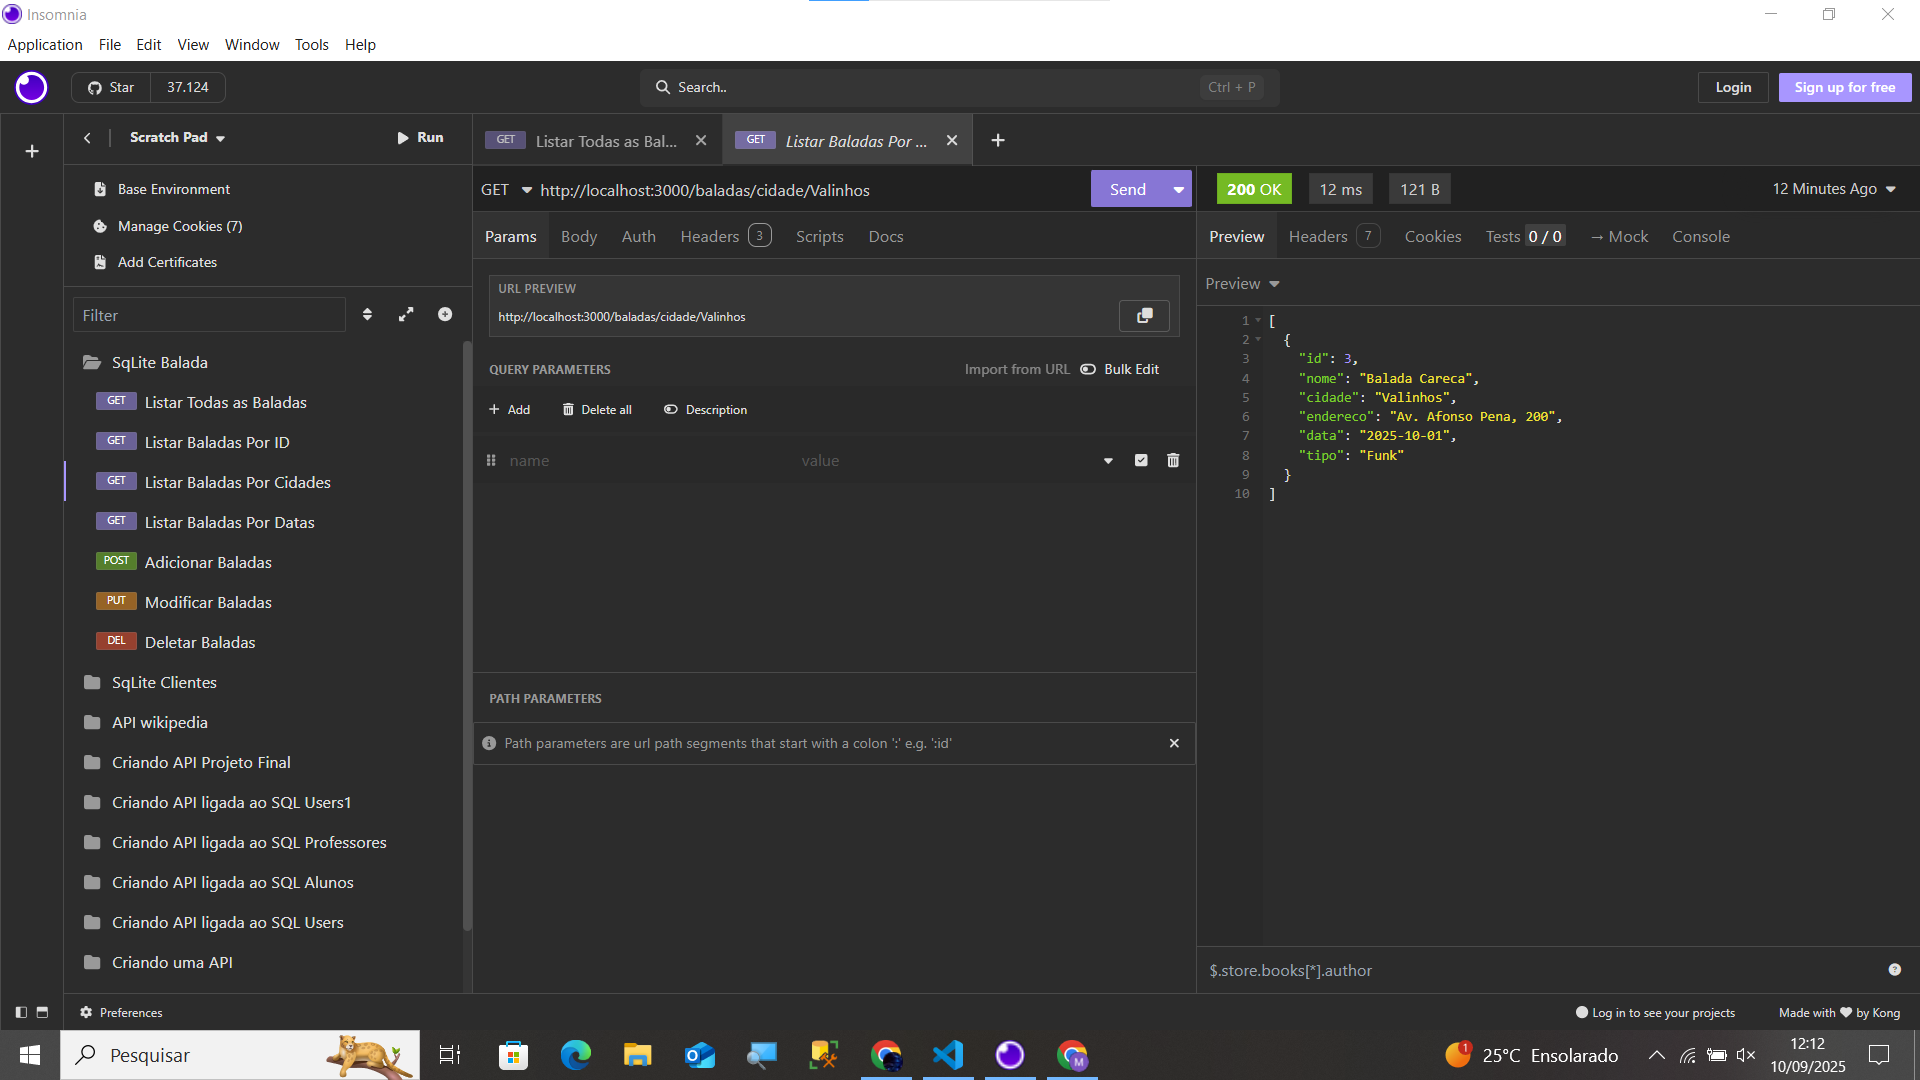 Insomnia
Application File Edit View Window Tools Help
Star 37.124
Search.. Ctrl + P
Login Sign up for free
Scratch Pad Run
Base Environment
Manage Cookies (7)
Add Certificates
Filter
SqLite Balada
GET Listar Todas as Baladas
GET Listar Baladas Por ID
GET Listar Baladas Por Cidades
GET Listar Baladas Por Datas
POST Adicionar Baladas
PUT Modificar Baladas
DEL Deletar Baladas
SqLite Clientes
API wikipedia
Criando API Projeto Final
Criando API ligada ao SQL Users1
Criando API ligada ao SQL Professores
Criando API ligada ao SQL Alunos
Criando API ligada ao SQL Users
Criando uma API
GET Listar Todas as Bal... GET Listar Baladas Por ...
GET http://localhost:3000/baladas/cidade/Valinhos Send
Params Body Auth Headers 3 Scripts Docs
URL PREVIEW
http://localhost:3000/baladas/cidade/Valinhos
QUERY PARAMETERS Import from URL Bulk Edit
Add Delete all Description
name value
PATH PARAMETERS
Path parameters are url path segments that start with a colon ':' e.g. ':id'
200 OK 12 ms 121 B 12 Minutes Ago
Preview Headers 7 Cookies Tests 0 / 0 → Mock Console
Preview
1 [
2 {
3 "id": 3,
4 "nome": "Balada Careca",
5 "cidade": "Valinhos",
6 "endereco": "Av. Afonso Pena, 200",
7 "data": "2025-10-01",
8 "tipo": "Funk"
9 }
10 ]
$.store.books[*].author
Preferences
Log in to see your projects Made with ❤ by Kong
Pesquisar
1 25°C Ensolarado
12:12
10/09/2025
M